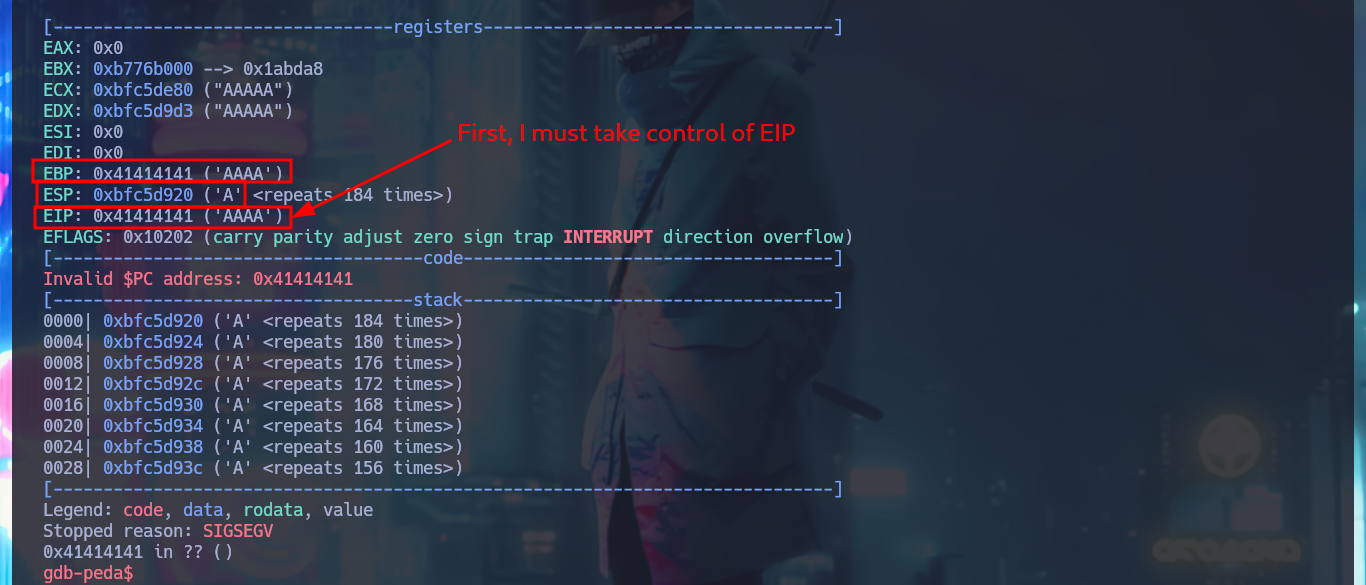 [----------------------------------registers-----------------------------------]
EAX: 0x0
EBX: 0xb776b000 --> 0x1abda8
ECX: 0xbfc5de80 ("AAAAA")
EDX: 0xbfc5d9d3 ("AAAAA")
ESI: 0x0
First, I must take control of EIP
EDI: 0x0
EBP: 0x41414141 ('AAAA')
ESP: 0xbfc5d920 ('A' <repeats 184 times>)
EIP: 0x41414141 ('AAAA')
EFLAGS: 0x10202 (carry parity adjust zero sign trap INTERRUPT direction overflow)
[-------------------------------------code-------------------------------------]
Invalid $PC address: 0x41414141
[------------------------------------stack-------------------------------------]
0000| 0xbfc5d920 ('A' <repeats 184 times>)
0004| 0xbfc5d924 ('A' <repeats 180 times>)
0008| 0xbfc5d928 ('A' <repeats 176 times>)
0012| 0xbfc5d92c ('A' <repeats 172 times>)
0016| 0xbfc5d930 ('A' <repeats 168 times>)
0020| 0xbfc5d934 ('A' <repeats 164 times>)
0024| 0xbfc5d938 ('A' <repeats 160 times>)
0028| 0xbfc5d93c ('A' <repeats 156 times>)
[------------------------------------------------------------------------------]
Legend: code, data, rodata, value
Stopped reason: SIGSEGV
0x41414141 in ?? ()
gdb-peda$